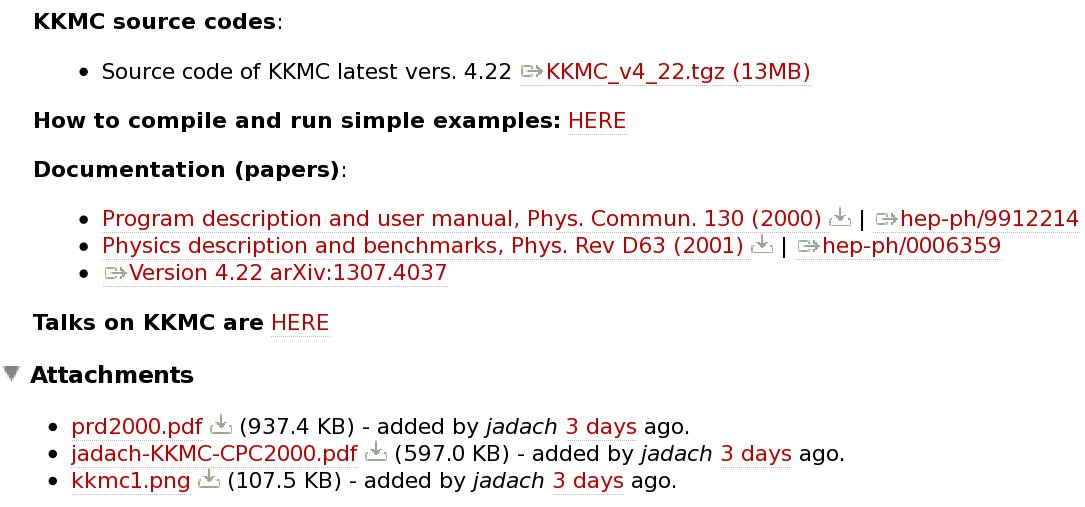 KKMC source codes:
• Source code of KKMC latest vers. 4.22 KKMC_v4_22.tgz (13MB)
How to compile and run simple examples: HERE
Documentation (papers):
• Program description and user manual, Phys. Commun. 130 (2000) | hep-ph/9912214
• Physics description and benchmarks, Phys. Rev D63 (2001) | hep-ph/0006359
• Version 4.22 arXiv:1307.4037
Talks on KKMC are HERE
Attachments
• prd2000.pdf (937.4 KB) - added by jadach 3 days ago.
• jadach-KKMC-CPC2000.pdf (597.0 KB) - added by jadach 3 days ago.
• kkmc1.png (107.5 KB) - added by jadach 3 days ago.